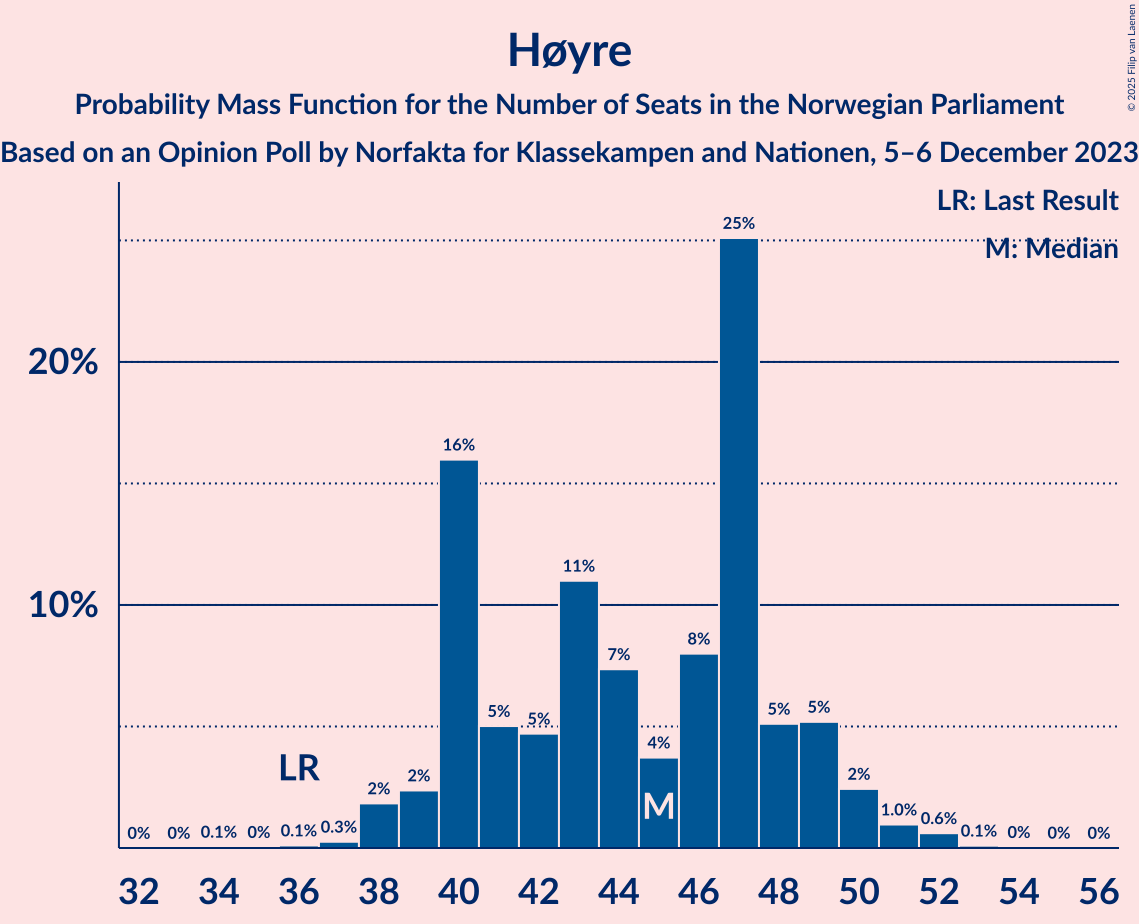 © 2025 Filip van Laenen
Høyre
Probability Mass Function for the Number of Seats in the Norwegian Parliament
Based on an Opinion Poll by Norfakta for Klassekampen and Nationen, 5–6 December 2023
LR: Last Result
M: Median
20%
10%
LR
M
0% 0% 0.1% 0% 0.1% 0.3% 2% 2% 16% 5% 5% 11% 7% 4% 8% 25% 5% 5% 2% 1.0% 0.6% 0.1% 0% 0% 0%
32 34 36 38 40 42 44 46 48 50 52 54 56